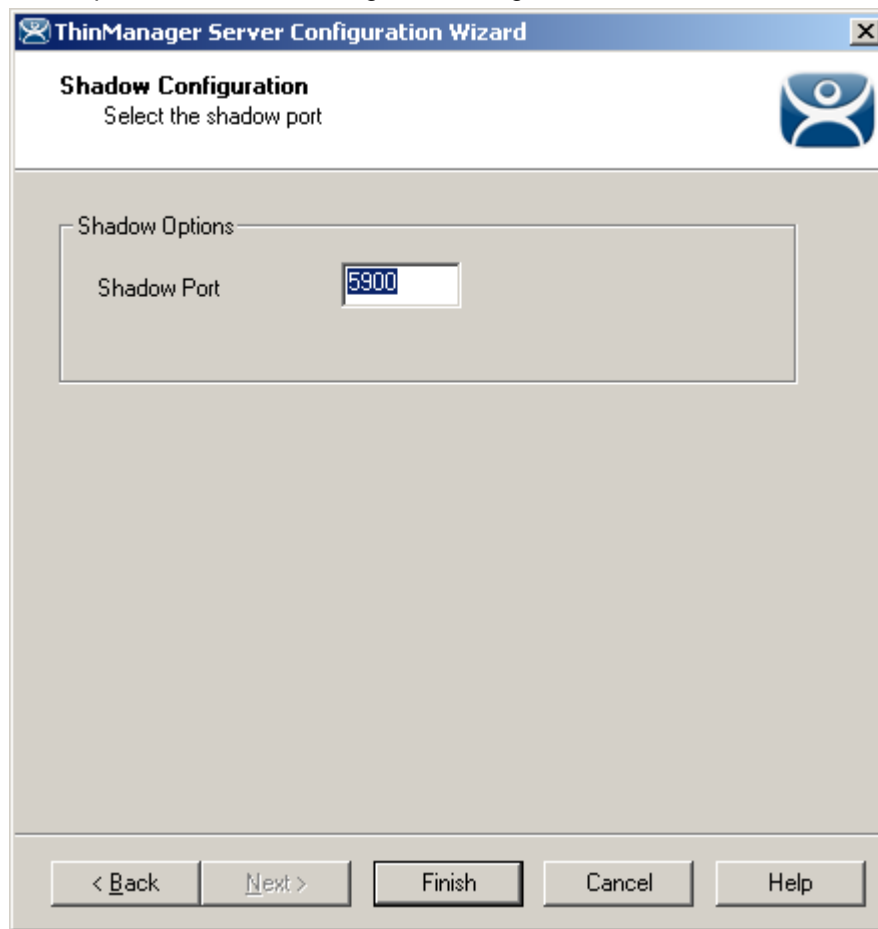 ThinManager Server Configuration Wizard
Shadow Configuration
Select the shadow port
Shadow Options
Shadow Port 5900
< Back Next > Finish Cancel Help